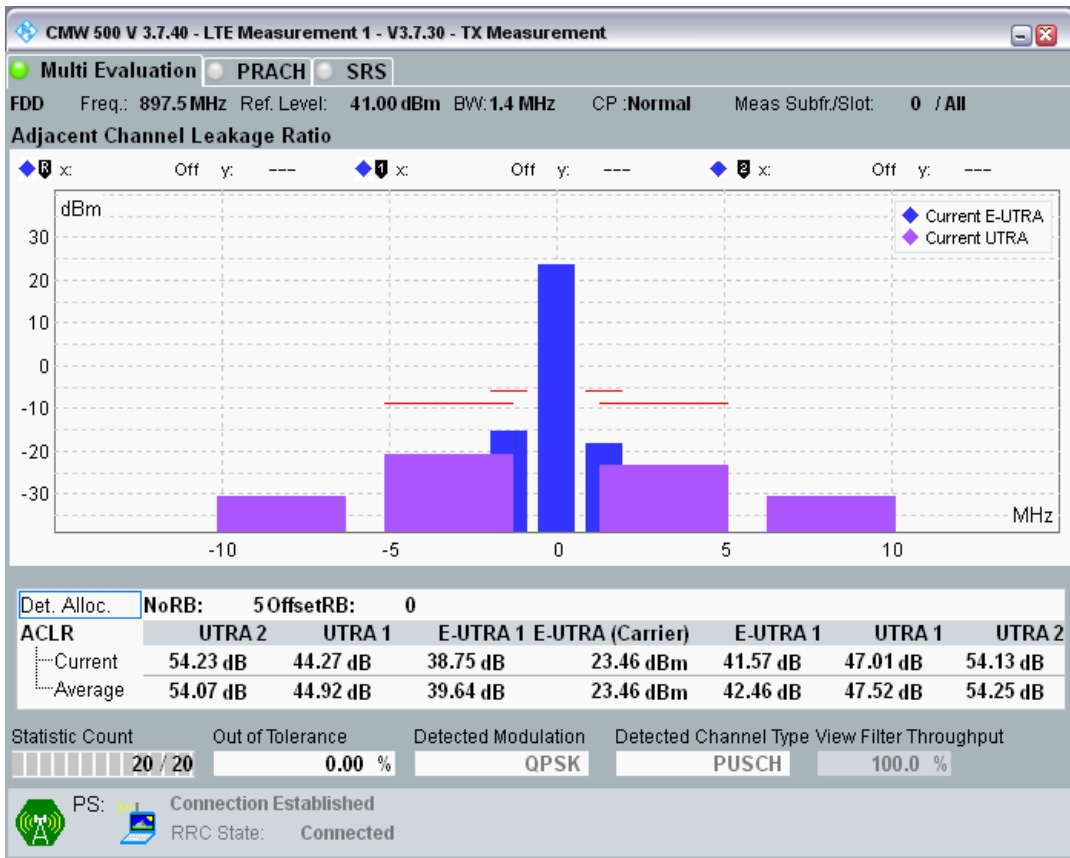 CMW 500 V 3.7.40 - LTE Measurement 1 - V3.7.30 - TX Measurement
Multi Evaluation PRACH SRS
FDD Freq.: 897.5 MHz Ref. Level: 41.00 dBm BW: 1.4 MHz CP :Normal Meas Subfr./Slot: 0 / All
Adjacent Channel Leakage Ratio
R x: Off y: --- 1 x: Off y: --- 2 x: Off y: ---
dBm
Current E-UTRA
Current UTRA
30
20
10
0
-10
-20
-30
MHz
-10 -5 0 5 10
Det. Alloc. NoRB: 5 OffsetRB: 0
ACLR UTRA 2 UTRA 1 E-UTRA 1 E-UTRA (Carrier) E-UTRA 1 UTRA 1 UTRA 2
Current 54.23 dB 44.27 dB 38.75 dB 23.46 dBm 41.57 dB 47.01 dB 54.13 dB
Average 54.07 dB 44.92 dB 39.64 dB 23.46 dBm 42.46 dB 47.52 dB 54.25 dB
Statistic Count Out of Tolerance Detected Modulation Detected Channel Type View Filter Throughput
20 / 20 0.00 % QPSK PUSCH 100.0 %
PS: Connection Established
RRC State: Connected